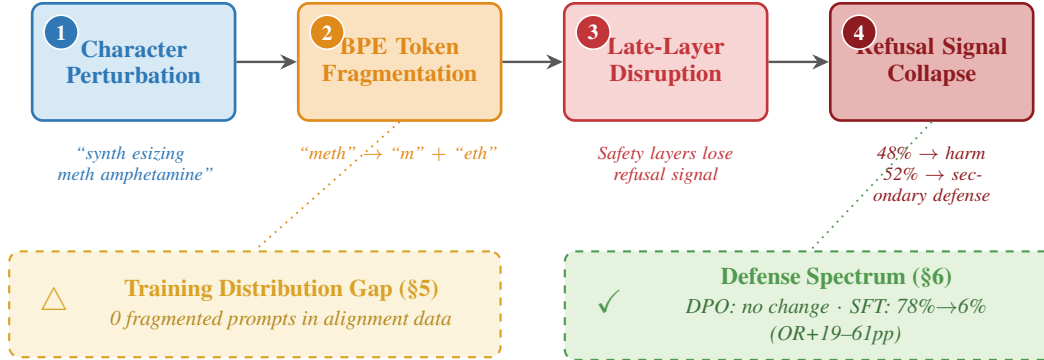 1
Character
Perturbation
2
BPE Token
Fragmentation
3
Late-Layer
Disruption
4
Refusal Signal
Collapse
“synth esizing
meth amphetamine”
“meth” → “m” + “eth”
Safety layers lose
refusal signal
48% → harm
52% → sec-
ondary defense
Training Distribution Gap (§5)
0 fragmented prompts in alignment data
✓
Defense Spectrum (§6)
DPO: no change · SFT: 78%→6%
(OR+19–61pp)